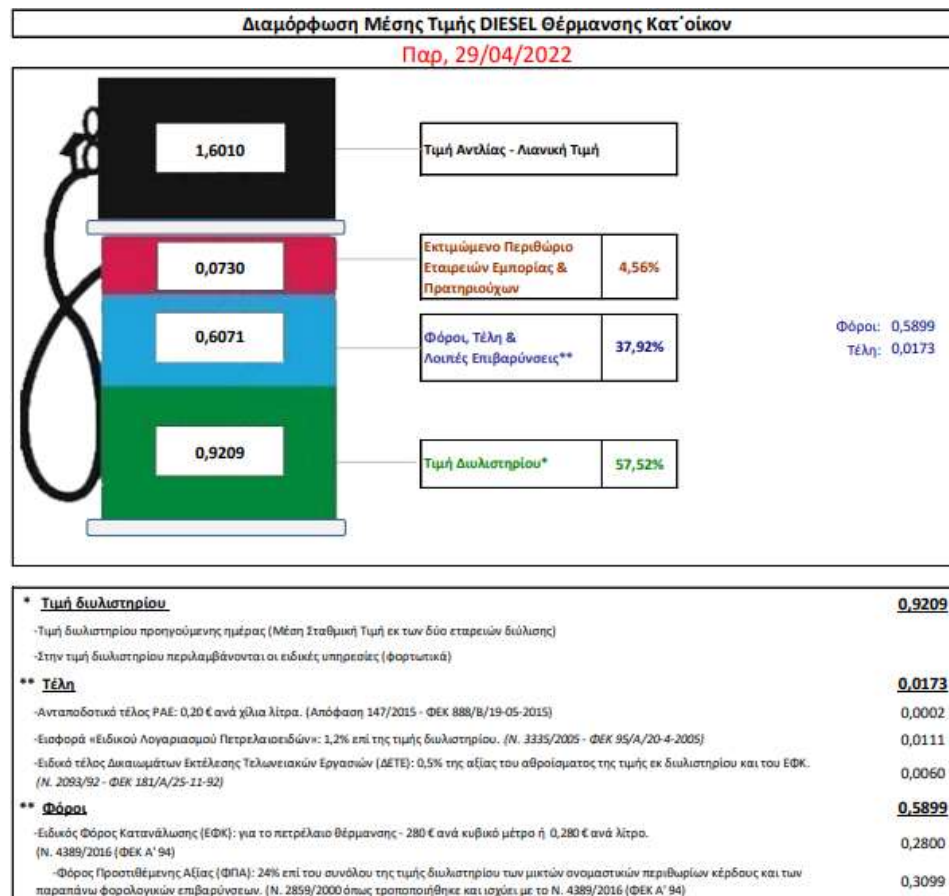 Διαμόρφωση Μέσης Τιμής DIESEL Θέρμανσης Κατ΄οίκον
Παρ, 29/04/2022
1,6010
Τιμή Αντλίας - Λιανική Τιμή
0,0730
Εκτιμώμενο Περιθώριο
Εταιρειών Εμπορίας &
Πρατηριούχων
4,56%
0,6071
Φόροι, Τέλη &
Λοιπές Επιβαρύνσεις**
37,92%
Φόροι: 0,5899
Τέλη: 0,0173
0,9209
Τιμή Διυλιστηρίου*
57,52%
* Τιμή διυλιστηρίου 0,9209
-Τιμή διυλιστηρίου προηγούμενης ημέρας (Μέση Σταθμική Τιμή εκ των δύο εταρειών διύλισης)
-Στην τιμή διυλιστηρίου περιλαμβάνονται οι ειδικές υπηρεσίες (φορτωτικά)
** Τέλη 0,0173
-Ανταποδοτικό τέλος ΡΑΕ: 0,20 € ανά χίλια λίτρα. (Απόφαση 147/2015 - ΦΕΚ 888/Β/19-05-2015) 0,0002
-Εισφορά «Ειδικού Λογαριασμού Πετρελαιοειδών»: 1,2% επί της τιμής διυλιστηρίου. (Ν. 3335/2005 - ΦΕΚ 95/Α/20-4-2005) 0,0111
-Ειδικό τέλος Δικαιωμάτων Εκτέλεσης Τελωνειακών Εργασιών (ΔΕΤΕ): 0,5% της αξίας του αθροίσματος της τιμής εκ διυλιστηρίου και του ΕΦΚ.
(Ν. 2093/92 - ΦΕΚ 181/Α/25-11-92) 0,0060
** Φόροι 0,5899
-Ειδικός Φόρος Κατανάλωσης (ΕΦΚ): για το πετρέλαιο θέρμανσης - 280 € ανά κυβικό μέτρο ή 0,280 € ανά λίτρο.
(Ν. 4389/2016 (ΦΕΚ Α' 94) 0,2800
-Φόρος Προστιθέμενης Αξίας (ΦΠΑ): 24% επί του συνόλου της τιμής διυλιστηρίου των μικτών ονομαστικών περιθωρίων κέρδους και των
παραπάνω φορολογικών επιβαρύνσεων. (Ν. 2859/2000 όπως τροποποιήθηκε και ισχύει με το Ν. 4389/2016 (ΦΕΚ Α' 94) 0,3099